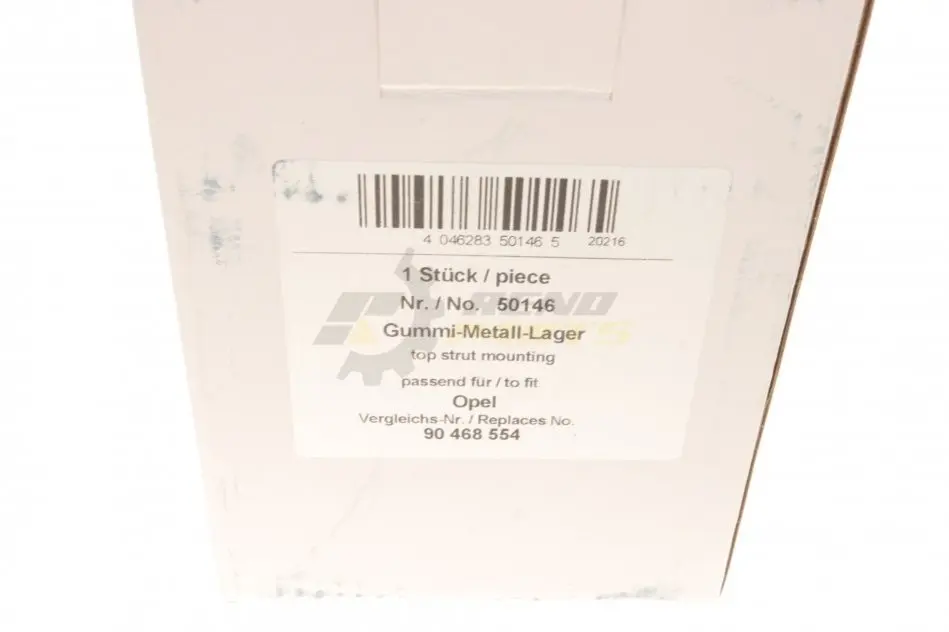 4 046283 50146 5 20216
1 Stück / piece
Nr. / No. 50146
Gummi-Metall-Lager
top strut mounting
passend für / to fit
Opel
Vergleichs-Nr. / Replaces No.
90 468 554